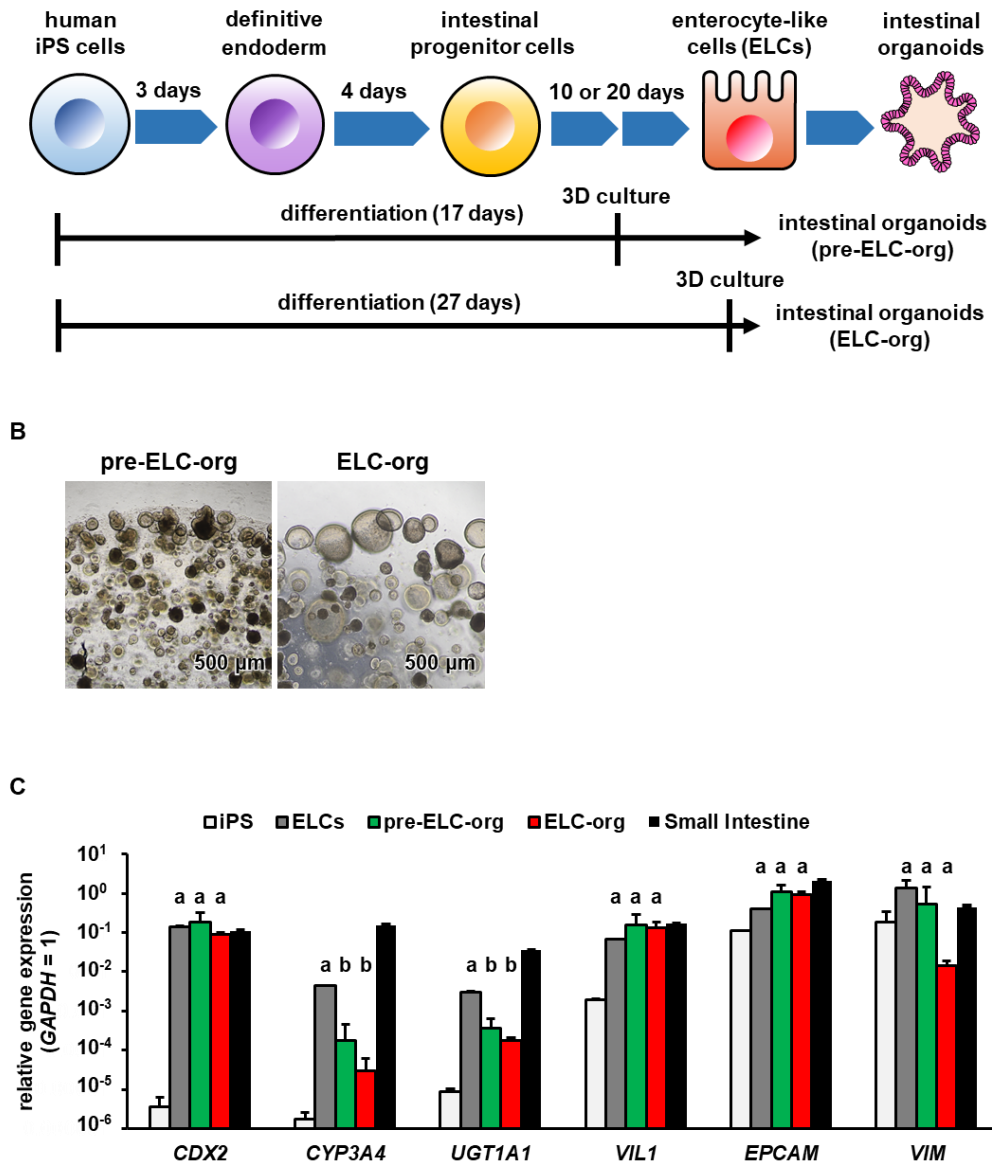 human
iPS cells
definitive
endoderm
intestinal
progenitor cells
enterocyte-like
cells (ELCs)
intestinal
organoids
3 days
4 days
10 or 20 days
differentiation (17 days)
3D culture
intestinal organoids
(pre-ELC-org)
differentiation (27 days)
3D culture
intestinal organoids
(ELC-org)
B
pre-ELC-org
ELC-org
500 μm
500 μm
C
iPS ELCs pre-ELC-org ELC-org Small Intestine
relative gene expression
(GAPDH = 1)
10¹
10⁰
10⁻¹
10⁻²
10⁻³
10⁻⁴
10⁻⁵
10⁻⁶
a a a
a b b
a b b
a a a
a a a
a a a
CDX2 CYP3A4 UGT1A1 VIL1 EPCAM VIM